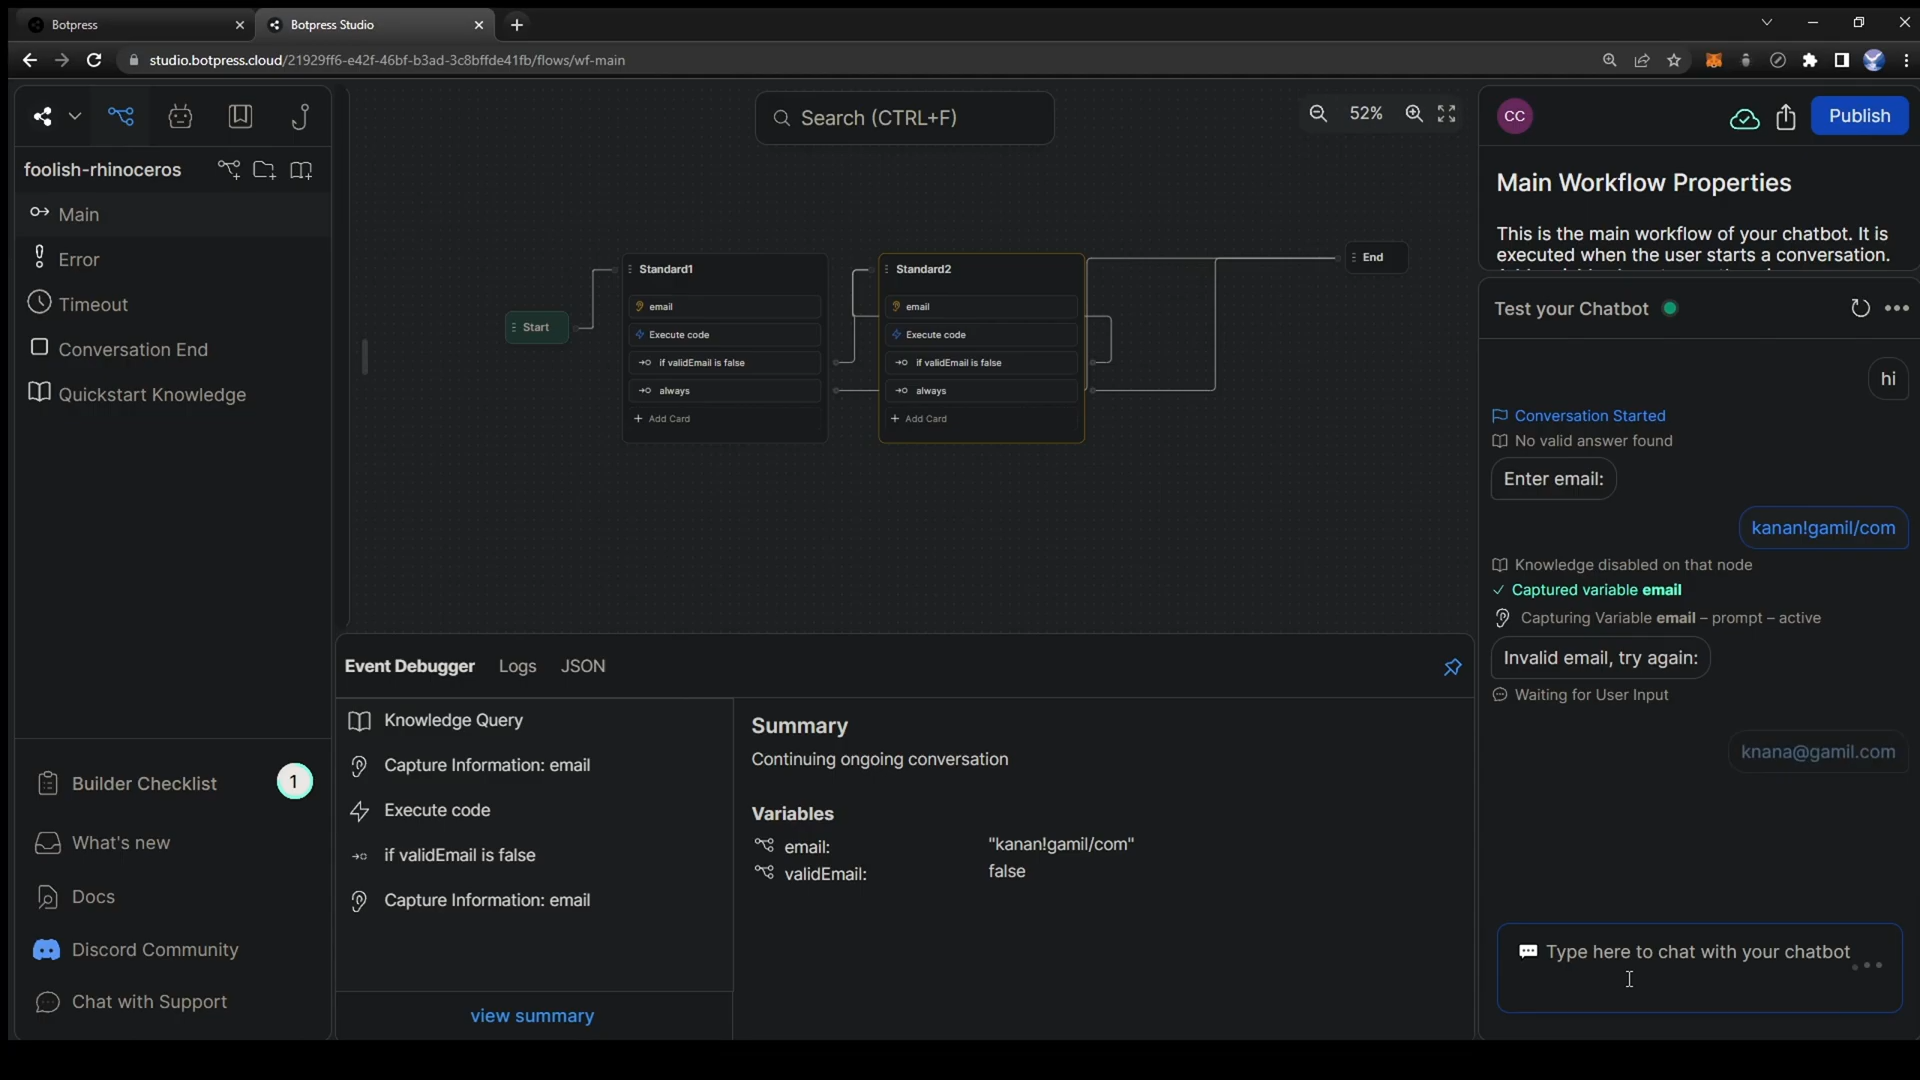 Botpress
Botpress Studio
studio.botpress.cloud/21929ff6-e42f-46bf-b3ad-3c8bffde41fb/flows/wf-main
foolish-rhinoceros
Main
Error
Timeout
Conversation End
Quickstart Knowledge
Builder Checklist
1
What's new
Docs
Discord Community
Chat with Support
Search (CTRL+F)
52%
Start
Standard1
email
Execute code
if validEmail is false
always
+ Add Card
Standard2
email
Execute code
if validEmail is false
always
+ Add Card
End
Event Debugger Logs JSON
Knowledge Query
Capture Information: email
Execute code
if validEmail is false
Capture Information: email
view summary
Summary
Continuing ongoing conversation
Variables
email: "kanan!gamil/com"
validEmail: false
CC
Publish
Main Workflow Properties
This is the main workflow of your chatbot. It is
executed when the user starts a conversation.
Test your Chatbot
hi
Conversation Started
No valid answer found
Enter email:
kanan!gamil/com
Knowledge disabled on that node
Captured variable email
Capturing Variable email – prompt – active
Invalid email, try again:
Waiting for User Input
knana@gamil.com
Type here to chat with your chatbot